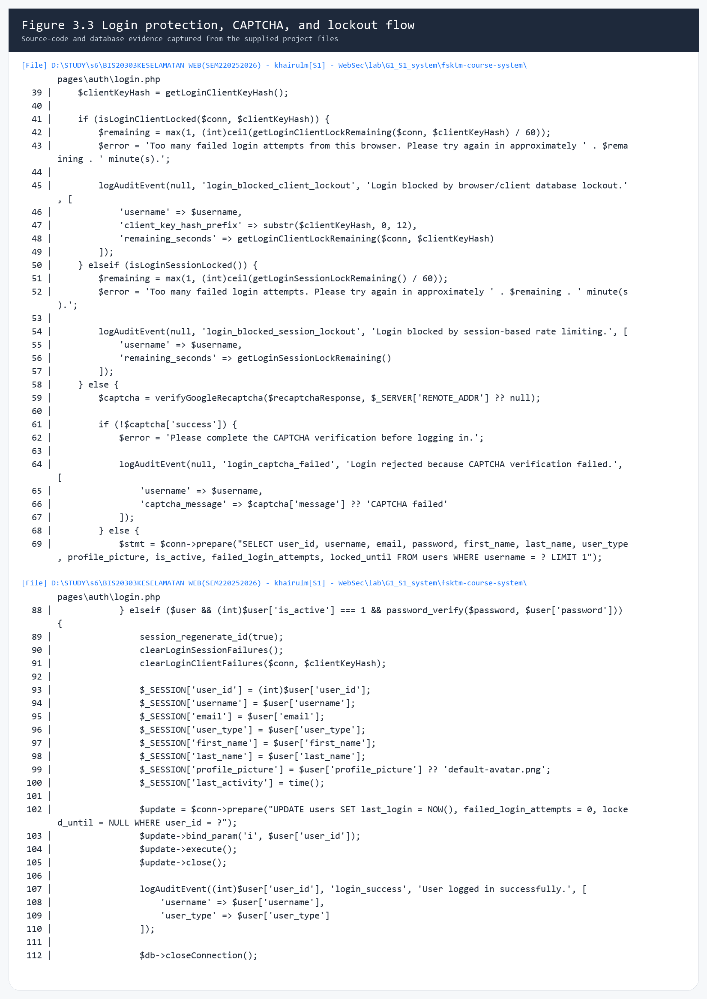 Figure 3.3 Login protection, CAPTCHA, and lockout flow
Source-code and database evidence captured from the supplied project files
[File] D:\STUDY\s6\BIS20303KESELAMATAN WEB(SEM220252026) - khairulm[S1] - WebSec\lab\G1_S1_system\fsktm-course-system\
pages\auth\login.php
39 |     $clientKeyHash = getLoginClientKeyHash();
40 |
41 |     if (isLoginClientLocked($conn, $clientKeyHash)) {
42 |         $remaining = max(1, (int)ceil(getLoginClientLockRemaining($conn, $clientKeyHash) / 60));
43 |         $error = 'Too many failed login attempts from this browser. Please try again in approximately ' . $rema
ining . ' minute(s).';
44 |
45 |         logAuditEvent(null, 'login_blocked_client_lockout', 'Login blocked by browser/client database lockout.'
, [
46 |             'username' => $username,
47 |             'client_key_hash_prefix' => substr($clientKeyHash, 0, 12),
48 |             'remaining_seconds' => getLoginClientLockRemaining($conn, $clientKeyHash)
49 |         ]);
50 |     } elseif (isLoginSessionLocked()) {
51 |         $remaining = max(1, (int)ceil(getLoginSessionLockRemaining() / 60));
52 |         $error = 'Too many failed login attempts. Please try again in approximately ' . $remaining . ' minute(s
).';
53 |
54 |         logAuditEvent(null, 'login_blocked_session_lockout', 'Login blocked by session-based rate limiting.', [
55 |             'username' => $username,
56 |             'remaining_seconds' => getLoginSessionLockRemaining()
57 |         ]);
58 |     } else {
59 |         $captcha = verifyGoogleRecaptcha($recaptchaResponse, $_SERVER['REMOTE_ADDR'] ?? null);
60 |
61 |         if (!$captcha['success']) {
62 |             $error = 'Please complete the CAPTCHA verification before logging in.';
63 |
64 |             logAuditEvent(null, 'login_captcha_failed', 'Login rejected because CAPTCHA verification failed.',
[
65 |                 'username' => $username,
66 |                 'captcha_message' => $captcha['message'] ?? 'CAPTCHA failed'
67 |             ]);
68 |         } else {
69 |             $stmt = $conn->prepare("SELECT user_id, username, email, password, first_name, last_name, user_type
, profile_picture, is_active, failed_login_attempts, locked_until FROM users WHERE username = ? LIMIT 1");
[File] D:\STUDY\s6\BIS20303KESELAMATAN WEB(SEM220252026) - khairulm[S1] - WebSec\lab\G1_S1_system\fsktm-course-system\
pages\auth\login.php
88 |             } elseif ($user && (int)$user['is_active'] === 1 && password_verify($password, $user['password']))
{
89 |                 session_regenerate_id(true);
90 |                 clearLoginSessionFailures();
91 |                 clearLoginClientFailures($conn, $clientKeyHash);
92 |
93 |                 $_SESSION['user_id'] = (int)$user['user_id'];
94 |                 $_SESSION['username'] = $user['username'];
95 |                 $_SESSION['email'] = $user['email'];
96 |                 $_SESSION['user_type'] = $user['user_type'];
97 |                 $_SESSION['first_name'] = $user['first_name'];
98 |                 $_SESSION['last_name'] = $user['last_name'];
99 |                 $_SESSION['profile_picture'] = $user['profile_picture'] ?? 'default-avatar.png';
100 |                 $_SESSION['last_activity'] = time();
101 |
102 |                 $update = $conn->prepare("UPDATE users SET last_login = NOW(), failed_login_attempts = 0, locke
d_until = NULL WHERE user_id = ?");
103 |                 $update->bind_param('i', $user['user_id']);
104 |                 $update->execute();
105 |                 $update->close();
106 |
107 |                 logAuditEvent((int)$user['user_id'], 'login_success', 'User logged in successfully.', [
108 |                     'username' => $user['username'],
109 |                     'user_type' => $user['user_type']
110 |                 ]);
111 |
112 |                 $db->closeConnection();